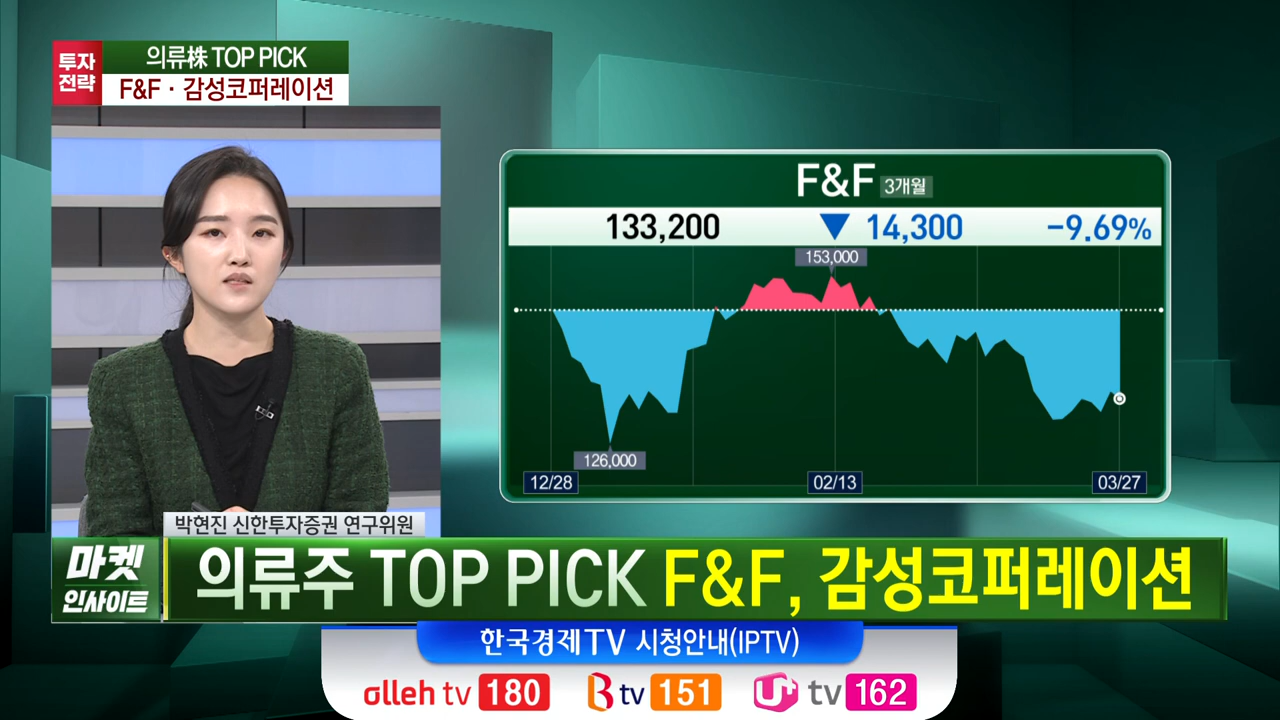 투자
전략
의류株 TOP PICK
F&F · 감성코퍼레이션
F&F 3개월
133,200 ▼ 14,300 -9.69%
153,000
126,000
12/28 02/13 03/27
박현진 신한투자증권 연구위원
마켓
인사이트
의류주 TOP PICK F&F, 감성코퍼레이션
한국경제TV 시청안내(IPTV)
olleh tv 180 B tv 151 U+ tv 162